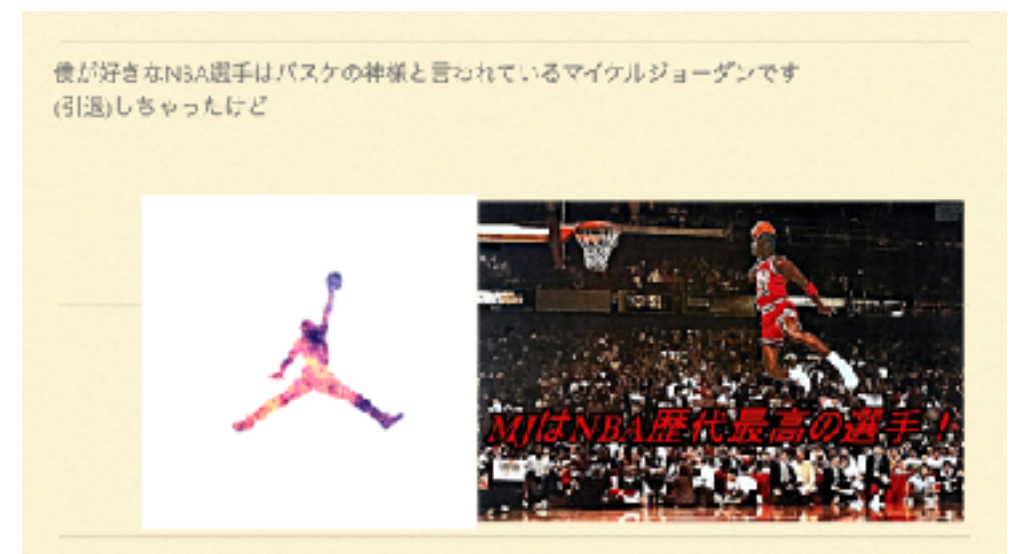 僕が好きなNBA選手はバスケの神様と言われているマイケルジョーダンです
(引退)しちゃったけど
MJはNBA歴代最高の選手！